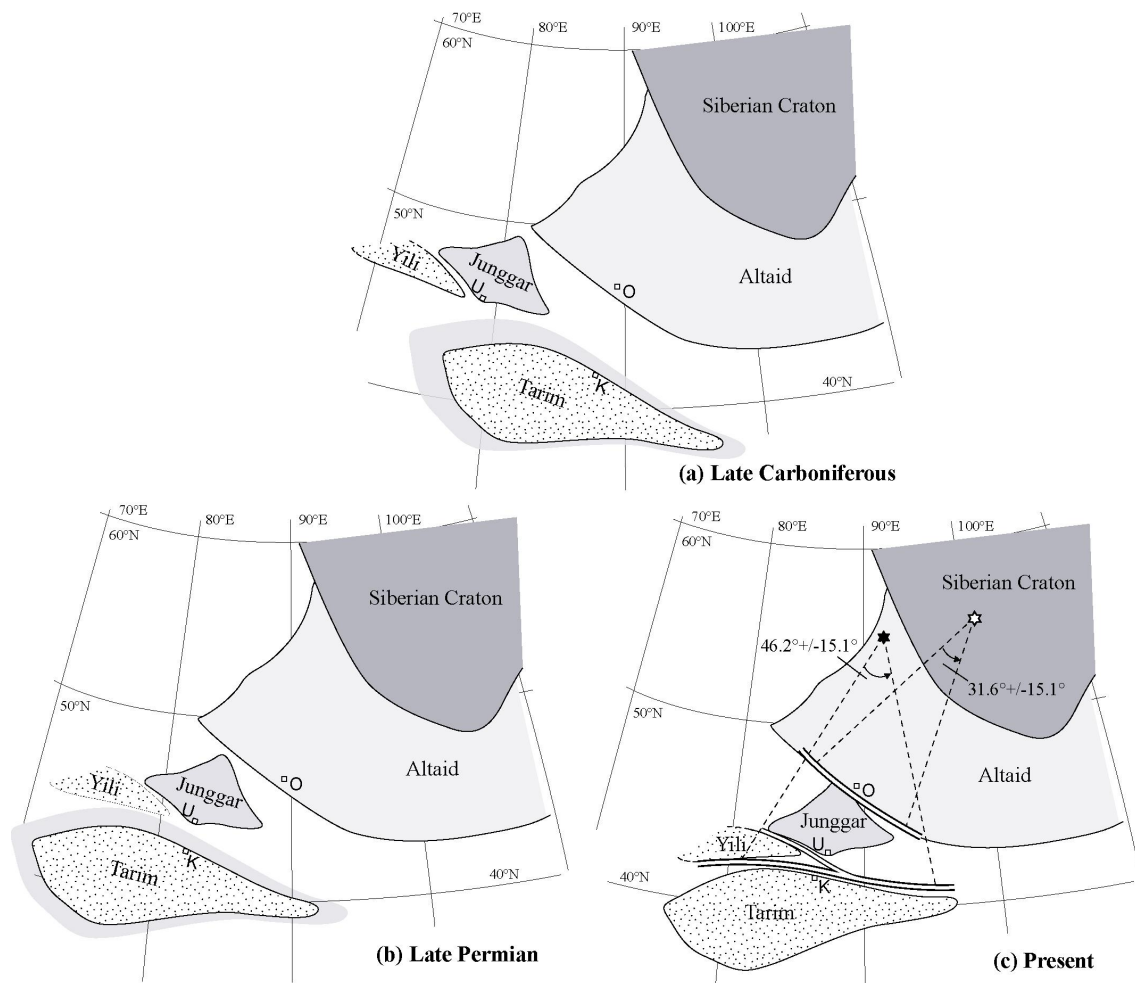 70°E
60°N
80°E
90°E
100°E
Siberian Craton
50°N
Yili
Junggar
U
O
Altaid
Tarim
K
40°N
(a) Late Carboniferous
70°E
60°N
80°E
90°E
100°E
Siberian Craton
50°N
Yili
Junggar
U
O
Altaid
Tarim
K
40°N
(b) Late Permian
70°E
60°N
80°E
90°E
100°E
Siberian Craton
46.2°+/-15.1°
31.6°+/-15.1°
50°N
O
Altaid
Junggar
Yili
U
40°N
K
40°N
Tarim
(c) Present